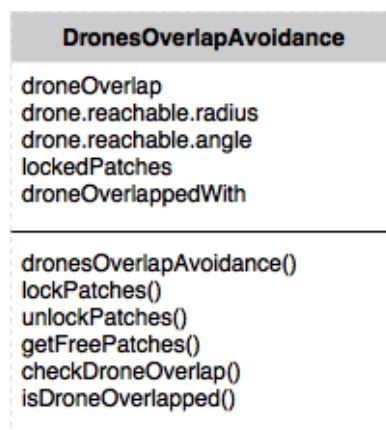 DronesOverlapAvoidance
droneOverlap
drone.reachable.radius
drone.reachable.angle
lockedPatches
droneOverlappedWith
dronesOverlapAvoidance()
lockPatches()
unlockPatches()
getFreePatches()
checkDroneOverlap()
isDroneOverlapped()